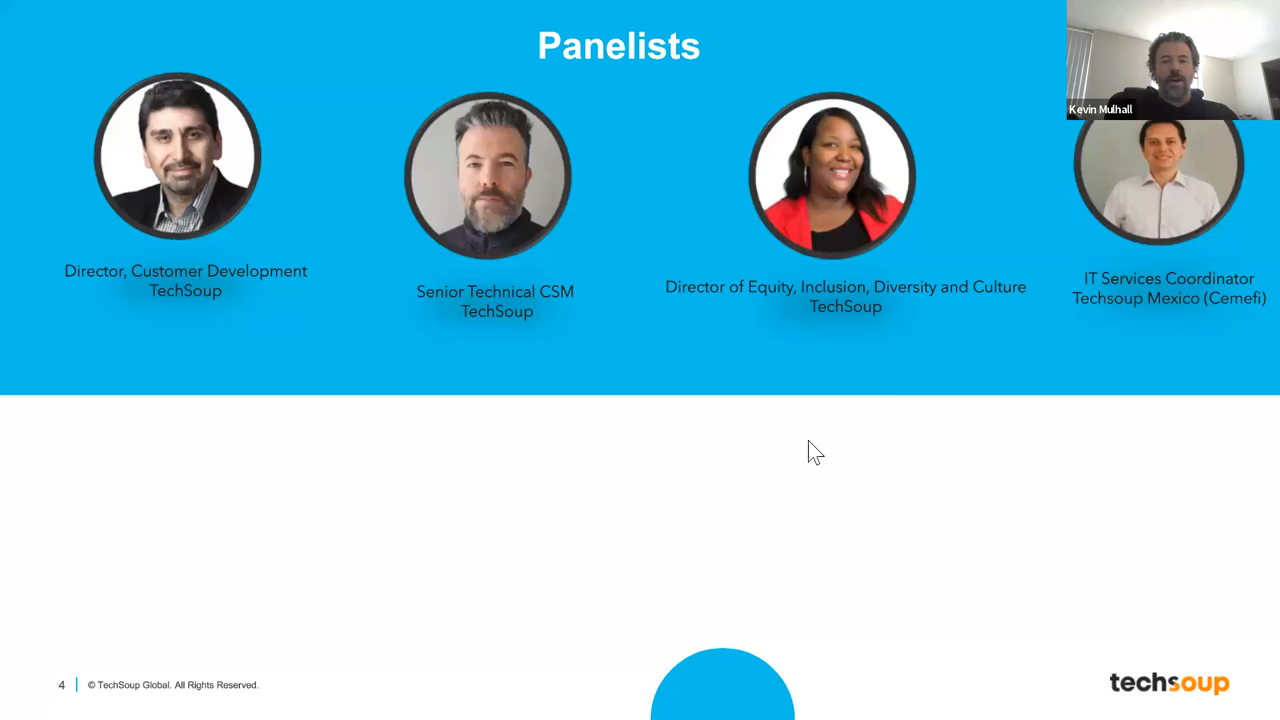 Panelists
Kevin Mulhall
Director, Customer Development
TechSoup
Senior Technical CSM
TechSoup
Director of Equity, Inclusion, Diversity and Culture
TechSoup
IT Services Coordinator
Techsoup Mexico (Cemefi)
4
© TechSoup Global. All Rights Reserved.
techsoup